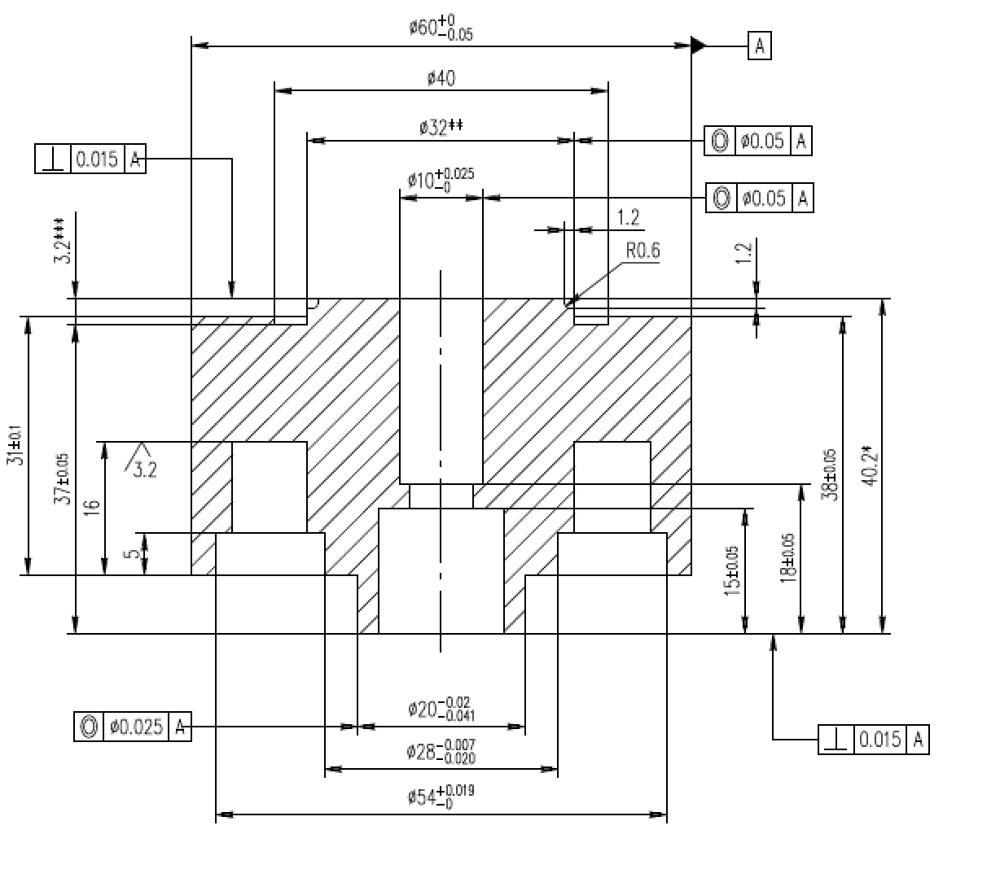 ø60+0-0.05
A
ø40
ø32**
◎ ø0.05 A
⊥ 0.015 A
ø10+0.025-0
◎ ø0.05 A
1.2
3.2***
R0.6
1.2
31±0.1
37±0.05
16
3.2
5
38±0.05
40.2*
15±0.05
18±0.05
ø20-0.02-0.041
◎ ø0.025 A
ø28-0.007-0.020
⊥ 0.015 A
ø54+0.019-0